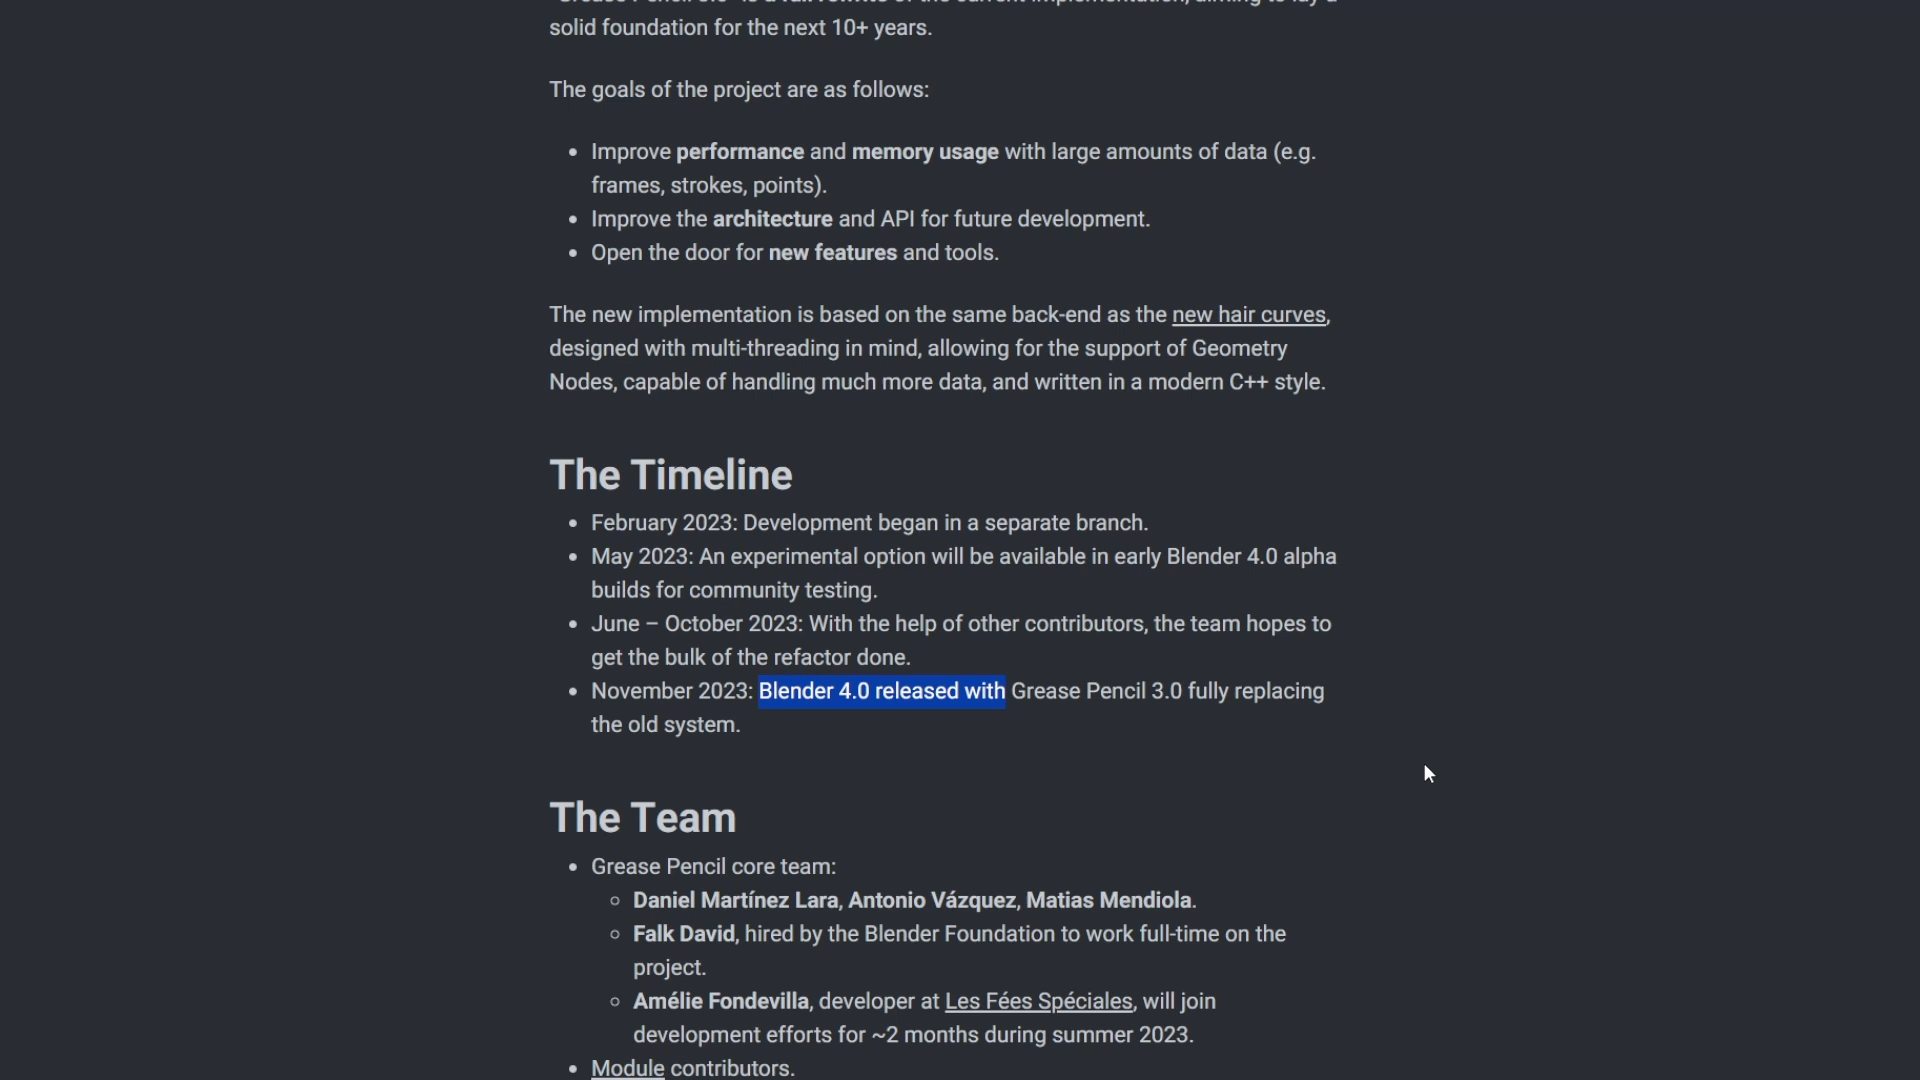 solid foundation for the next 10+ years.
The goals of the project are as follows:
• Improve performance and memory usage with large amounts of data (e.g.
frames, strokes, points).
• Improve the architecture and API for future development.
• Open the door for new features and tools.
The new implementation is based on the same back-end as the new hair curves,
designed with multi-threading in mind, allowing for the support of Geometry
Nodes, capable of handling much more data, and written in a modern C++ style.
The Timeline
• February 2023: Development began in a separate branch.
• May 2023: An experimental option will be available in early Blender 4.0 alpha
builds for community testing.
• June – October 2023: With the help of other contributors, the team hopes to
get the bulk of the refactor done.
• November 2023: Blender 4.0 released with Grease Pencil 3.0 fully replacing
the old system.
The Team
• Grease Pencil core team:
◦ Daniel Martínez Lara, Antonio Vázquez, Matias Mendiola.
◦ Falk David, hired by the Blender Foundation to work full-time on the
project.
◦ Amélie Fondevilla, developer at Les Fées Spéciales, will join
development efforts for ~2 months during summer 2023.
• Module contributors.